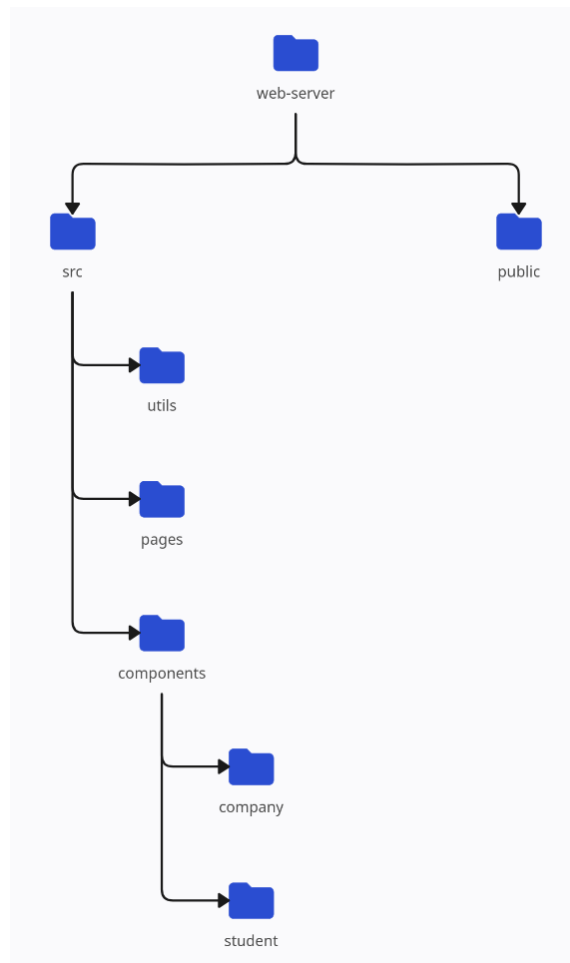 web-server
src
public
utils
pages
components
company
student